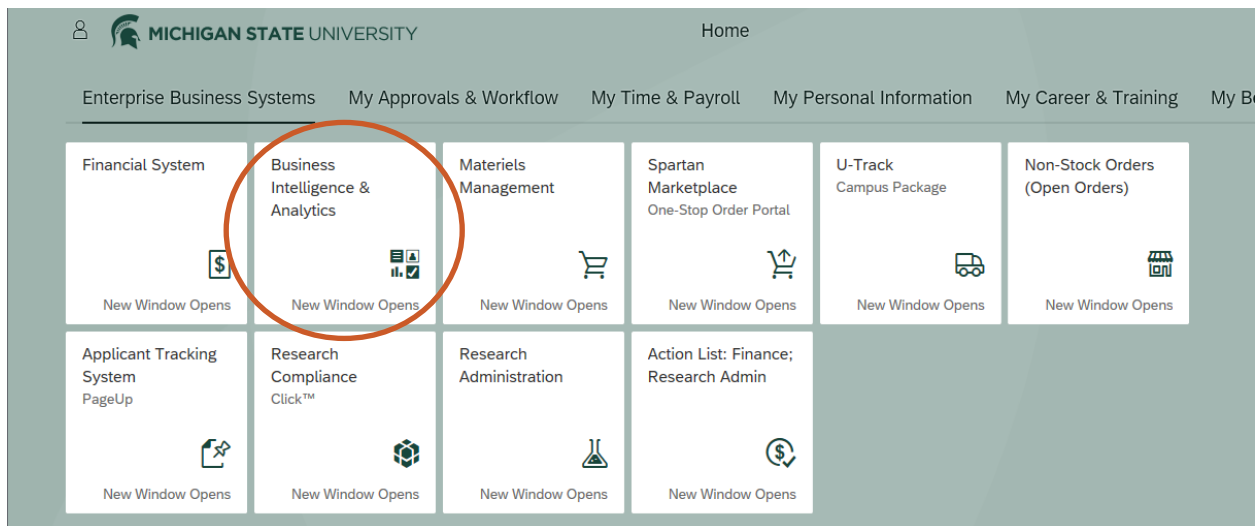 MICHIGAN STATE UNIVERSITY
Home
Enterprise Business Systems
My Approvals & Workflow
My Time & Payroll
My Personal Information
My Career & Training
My Be
Financial System
$
New Window Opens
Business
Intelligence &
Analytics
New Window Opens
Materiels
Management
New Window Opens
Spartan
Marketplace
One-Stop Order Portal
New Window Opens
U-Track
Campus Package
New Window Opens
Non-Stock Orders
(Open Orders)
New Window Opens
Applicant Tracking
System
PageUp
New Window Opens
Research
Compliance
Click™
New Window Opens
Research
Administration
New Window Opens
Action List: Finance;
Research Admin
$
New Window Opens